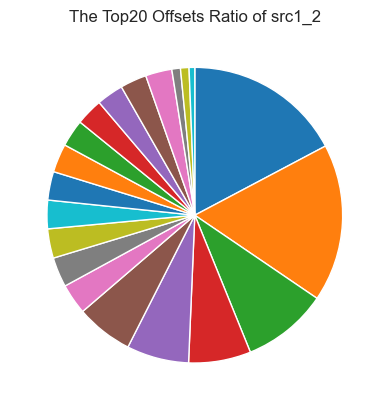 The Top20 Offsets Ratio of src1_2